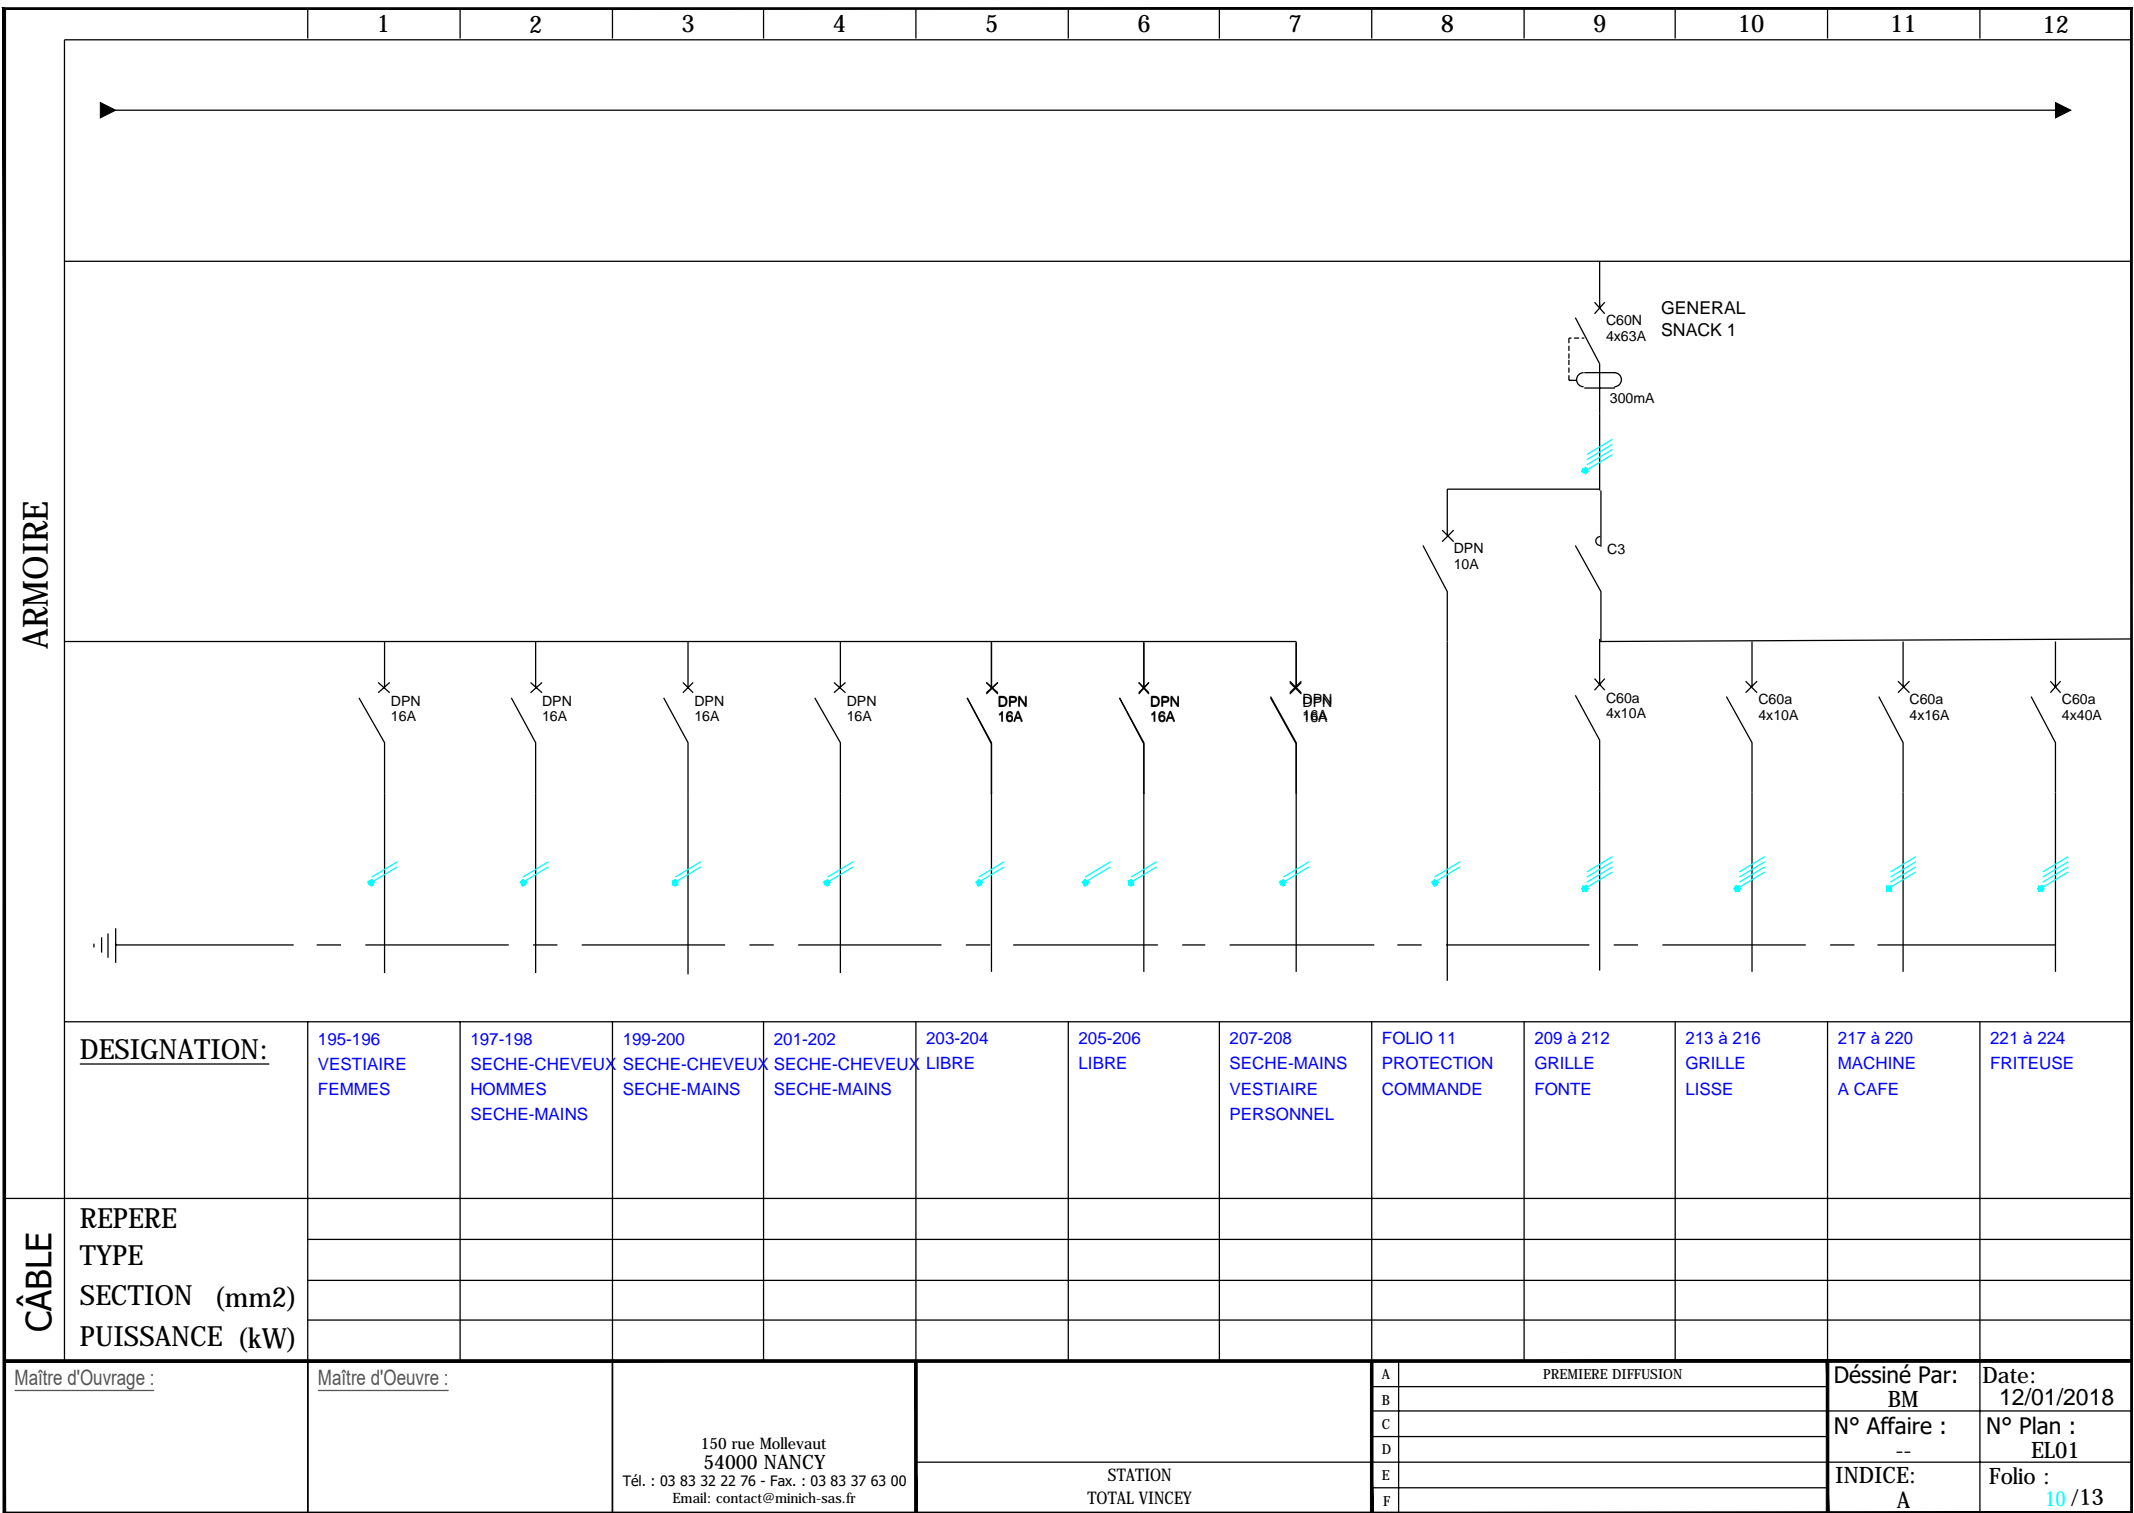 1 2 3 4 5 6 7 8 9 10 11 12
ARMOIRE
C60N
4x63A
GENERAL
SNACK 1
300mA
DPN
10A
C3
DPN
16A
DPN
16A
DPN
16A
DPN
16A
DPN
16A
DPN
16A
DPN
16A
C60a
4x10A
C60a
4x10A
C60a
4x16A
C60a
4x40A
DESIGNATION:
195-196
VESTIAIRE
FEMMES
197-198
SECHE-CHEVEUX
HOMMES
SECHE-MAINS
199-200
SECHE-CHEVEUX
SECHE-MAINS
201-202
SECHE-CHEVEUX
SECHE-MAINS
203-204
LIBRE
205-206
LIBRE
207-208
SECHE-MAINS
VESTIAIRE
PERSONNEL
FOLIO 11
PROTECTION
COMMANDE
209 à 212
GRILLE
FONTE
213 à 216
GRILLE
LISSE
217 à 220
MACHINE
A CAFE
221 à 224
FRITEUSE
CÂBLE
REPERE
TYPE
SECTION (mm2)
PUISSANCE (kW)
Maître d'Ouvrage :
Maître d'Oeuvre :
150 rue Mollevaut
54000 NANCY
Tél. : 03 83 32 22 76 - Fax. : 03 83 37 63 00
Email: contact@minich-sas.fr
STATION
TOTAL VINCEY
A PREMIERE DIFFUSION
B
C
D
E
F
Déssiné Par:
BM
Date:
12/01/2018
N° Affaire :
--
N° Plan :
EL01
INDICE:
A
Folio :
10 /13